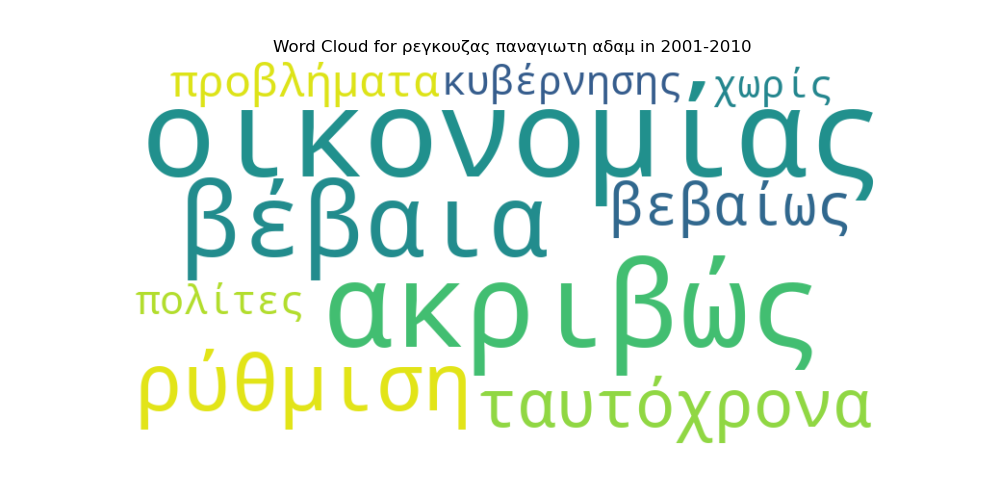 Word Cloud for ρεγκουζας παναγιωτη αδαμ in 2001-2010
προβλήματα κυβέρνησης χωρίς
οικονομίας
βέβαια βεβαίως
πολίτες ακριβώς
ρύθμιση ταυτόχρονα